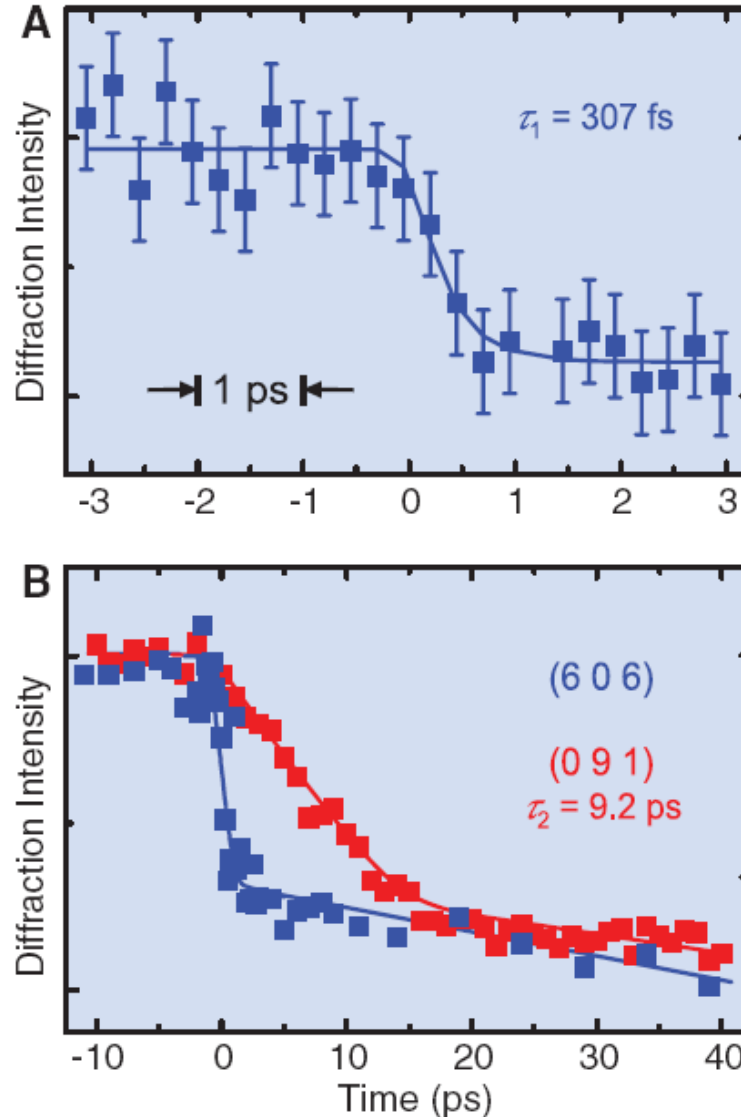 A
Diffraction Intensity
τ₁ = 307 fs
1 ps
-3 -2 -1 0 1 2 3
B
Diffraction Intensity
(6 0 6)
(0 9 1)
τ₂ = 9.2 ps
-10 0 10 20 30 40
Time (ps)